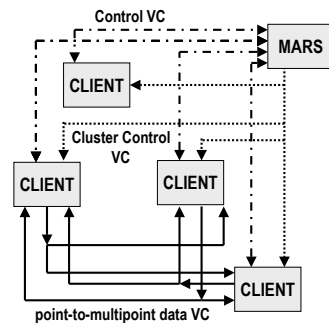 Control VC
MARS
CLIENT
Cluster Control
VC
CLIENT
CLIENT
CLIENT
point-to-multipoint data VC